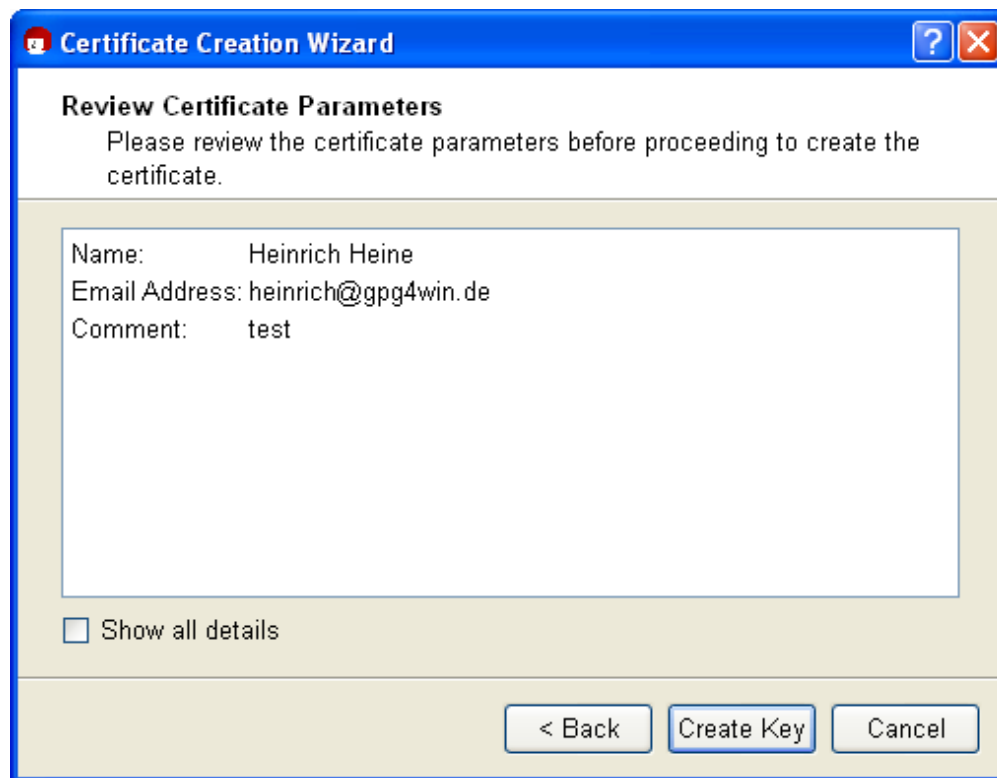 Certificate Creation Wizard
Review Certificate Parameters
Please review the certificate parameters before proceeding to create the
certificate.
Name: Heinrich Heine
Email Address: heinrich@gpg4win.de
Comment: test
Show all details
< Back Create Key Cancel